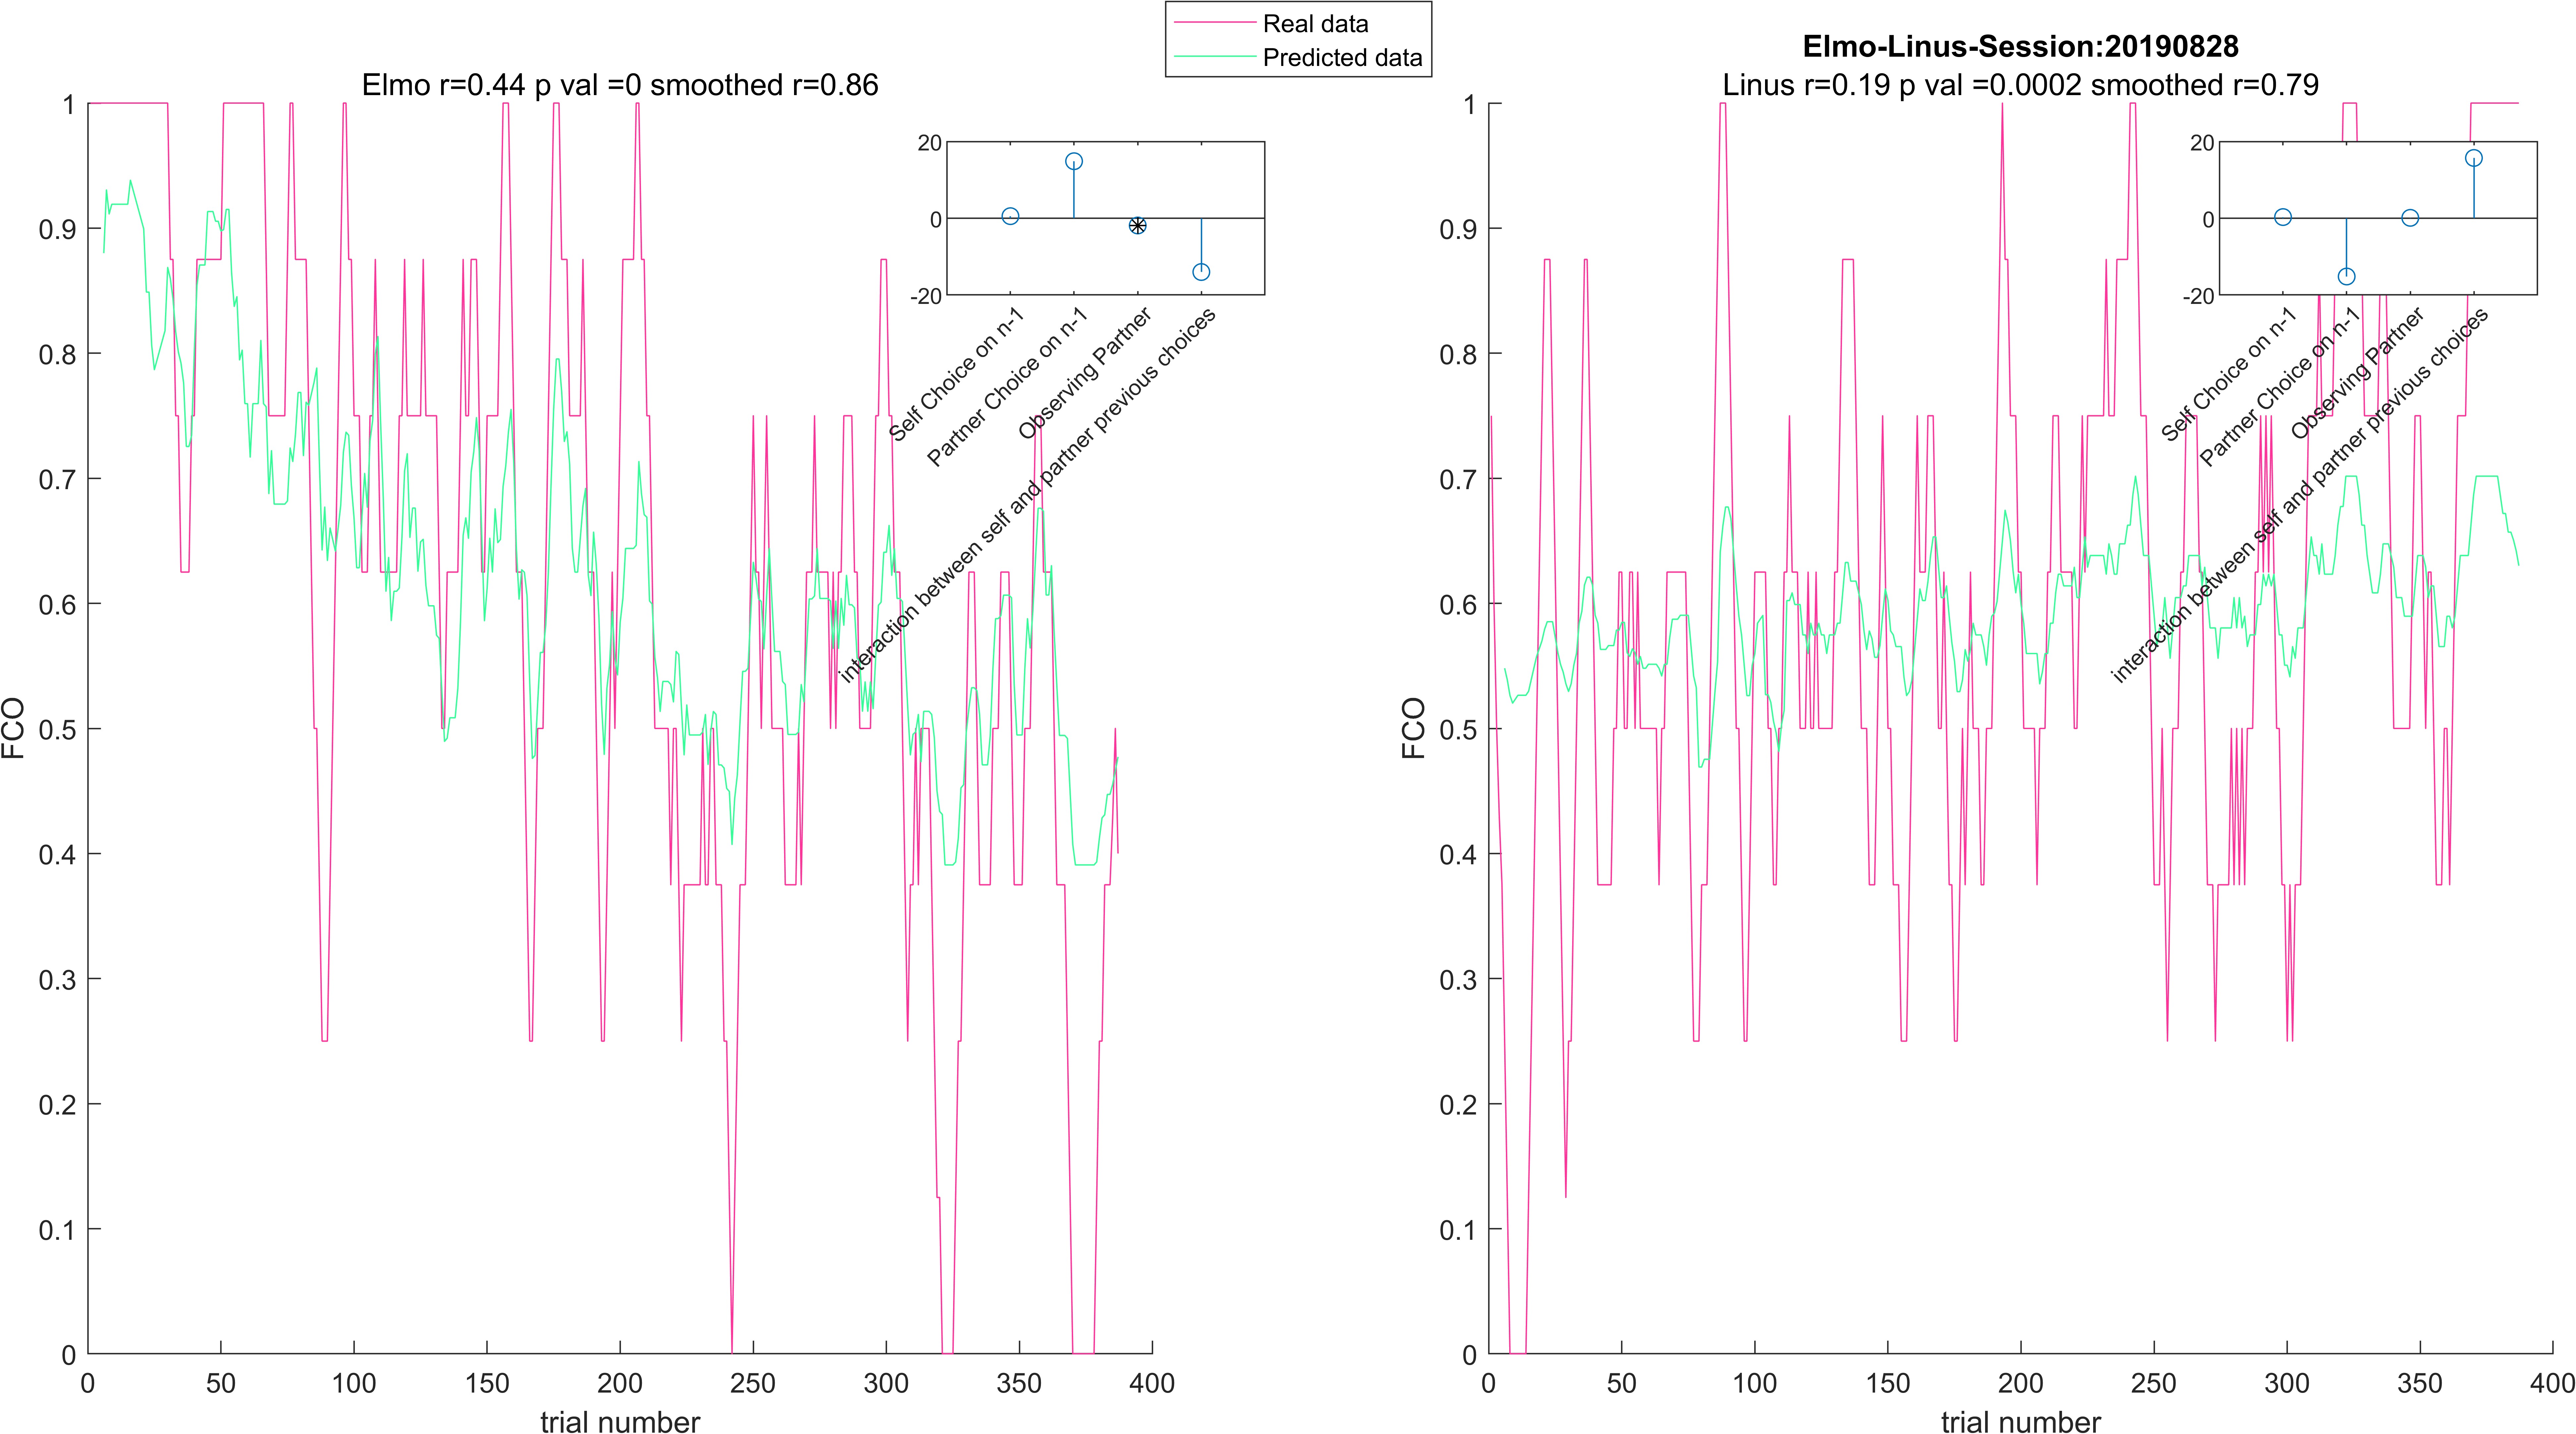 Real data
Predicted data
Elmo r=0.44 p val =0 smoothed r=0.86
1
0.9
0.8
0.7
0.6
0.5
0.4
0.3
0.2
0.1
0
FCO
0
50
100
150
200
250
300
350
400
trial number
20
0
-20
Self Choice on n-1
Partner Choice on n-1
Observing Partner
interaction between self and partner previous choices
Elmo-Linus-Session:20190828
Linus r=0.19 p val =0.0002 smoothed r=0.79
1
0.9
0.8
0.7
0.6
0.5
0.4
0.3
0.2
0.1
0
FCO
0
50
100
150
200
250
300
350
400
trial number
20
0
-20
Self Choice on n-1
Partner Choice on n-1
Observing Partner
interaction between self and partner previous choices